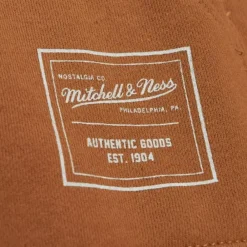 NOSTALGIA CO.
Mitchell & Ness
PHILADELPHIA, PA.
AUTHENTIC GOODS
EST. 1904